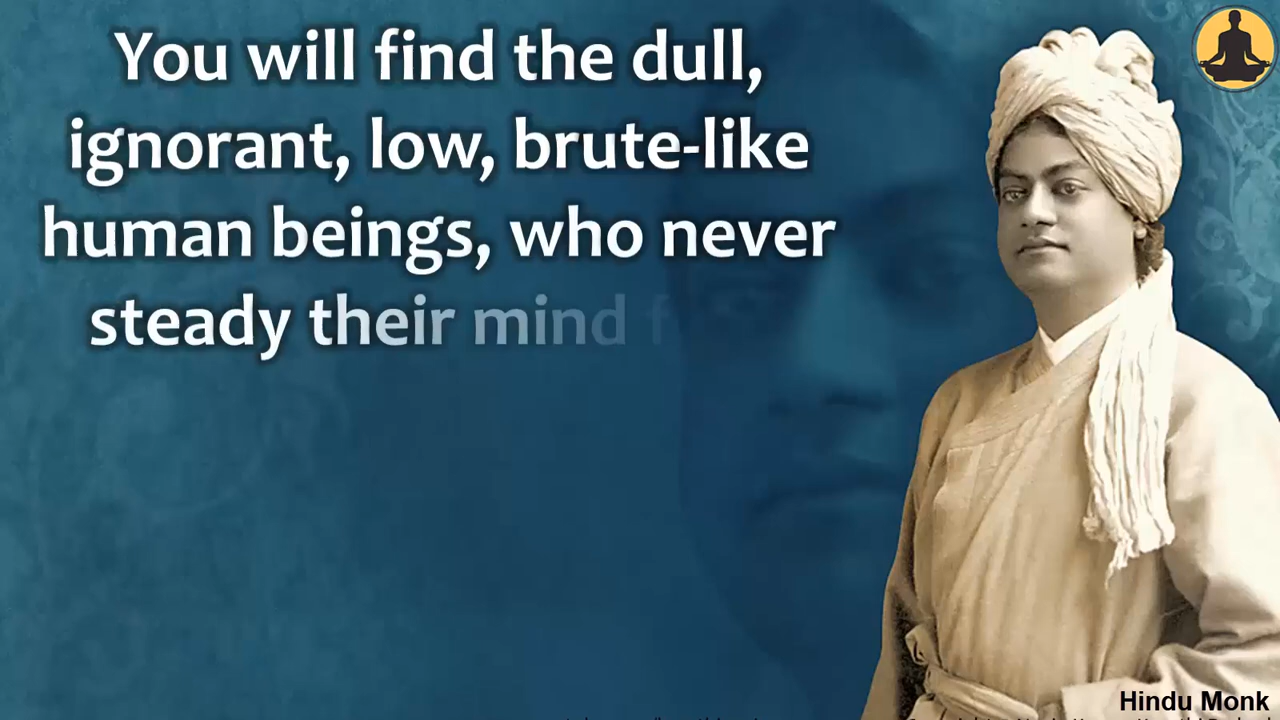 You will find the dull,
ignorant, low, brute-like
human beings, who never
steady their mind f
Hindu Monk